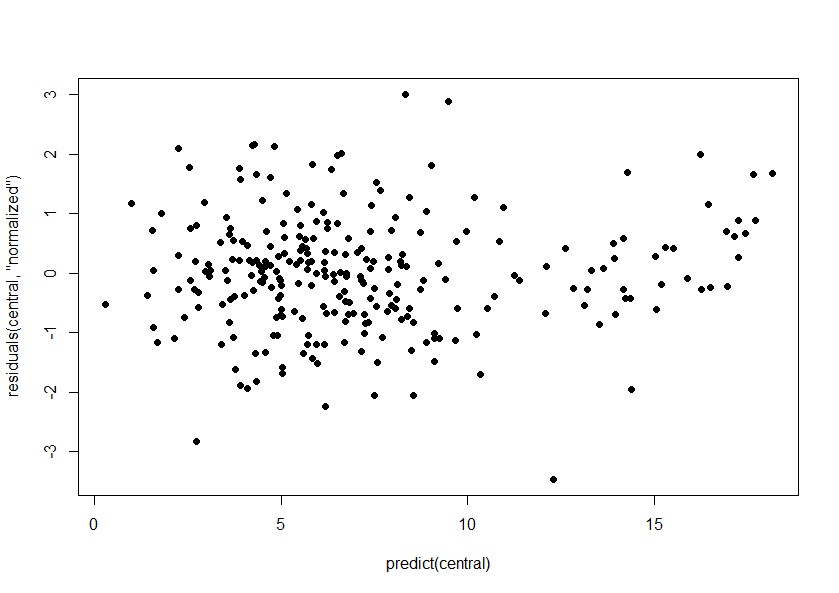 residuals(central, "normalized")
3
2
1
0
-1
-2
-3
0 5 10 15
predict(central)